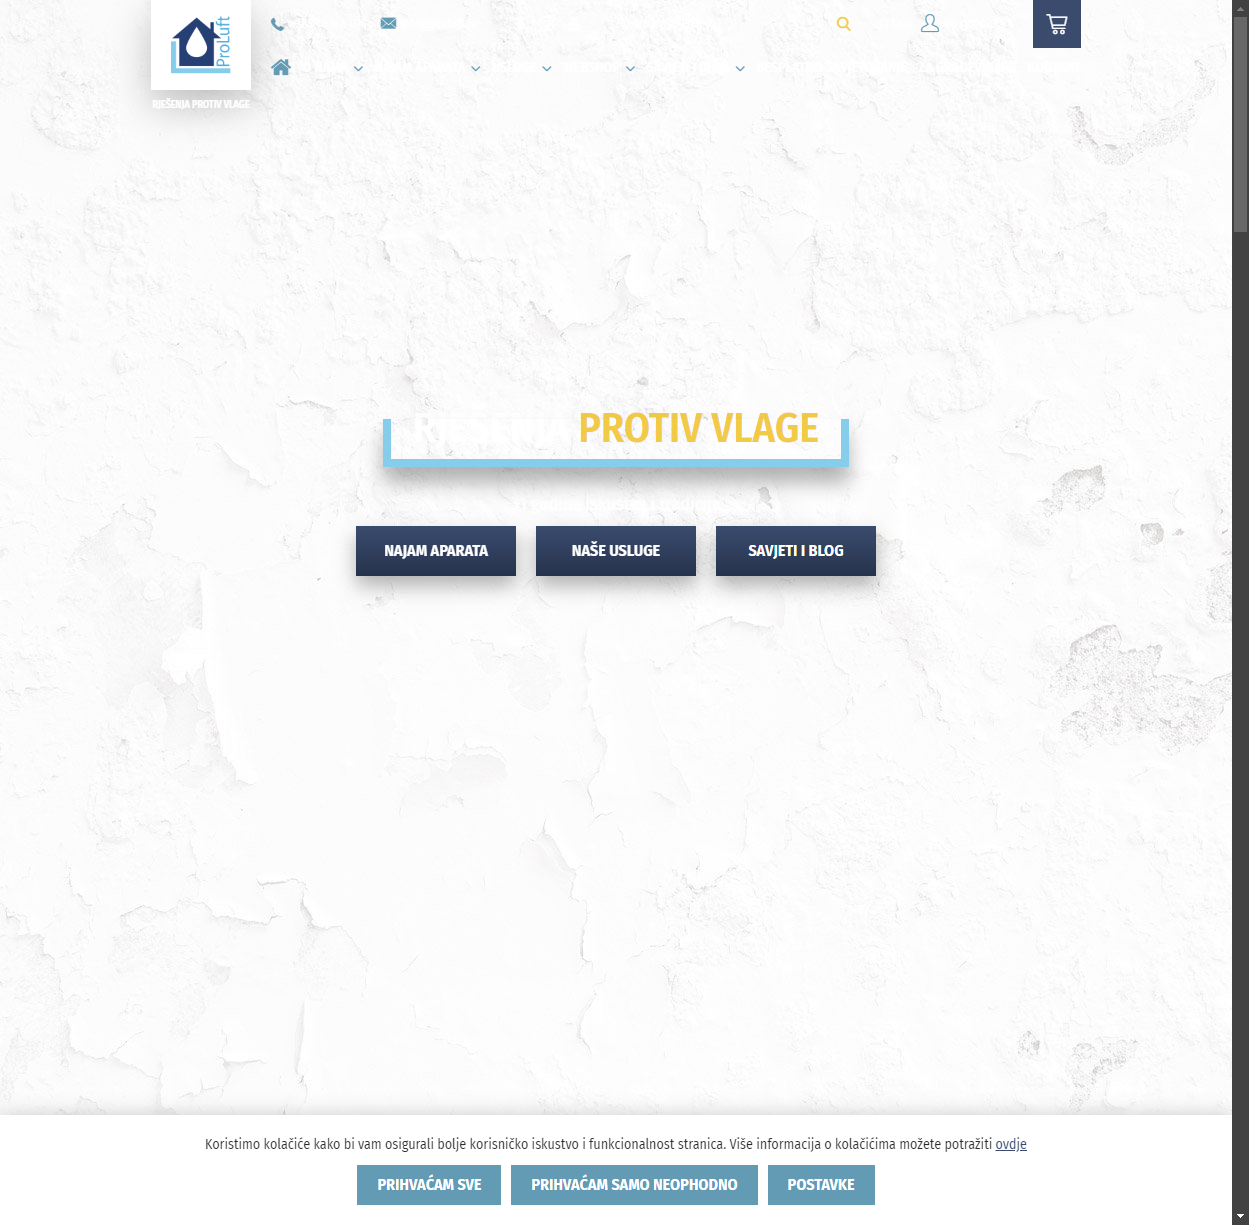 ProLuft
RJEŠENJA PROTIV VLAGE
RJEŠENJA PROTIV VLAGE
NAJAM APARATA
NAŠE USLUGE
SAVJETI I BLOG
Koristimo kolačiće kako bi vam osigurali bolje korisničko iskustvo i funkcionalnost stranica. Više informacija o kolačićima možete potražiti ovdje
PRIHVAĆAM SVE
PRIHVAĆAM SAMO NEOPHODNO
POSTAVKE